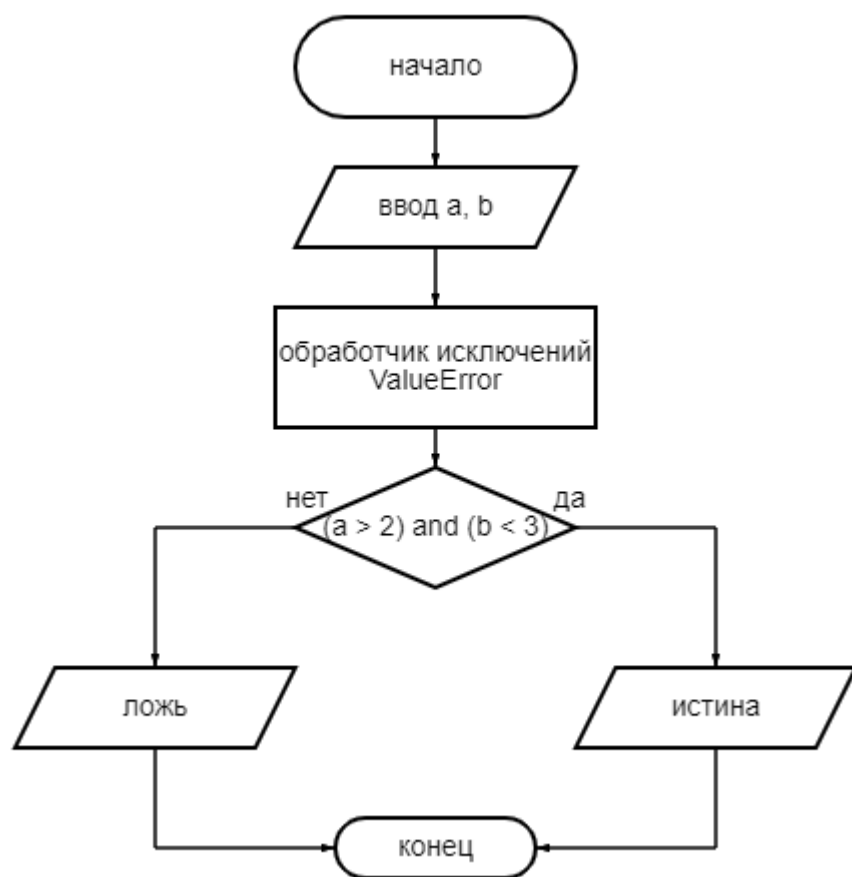 начало
ввод a, b
обработчик исключений
ValueError
нет
да
(a > 2) and (b < 3)
ложь
истина
конец